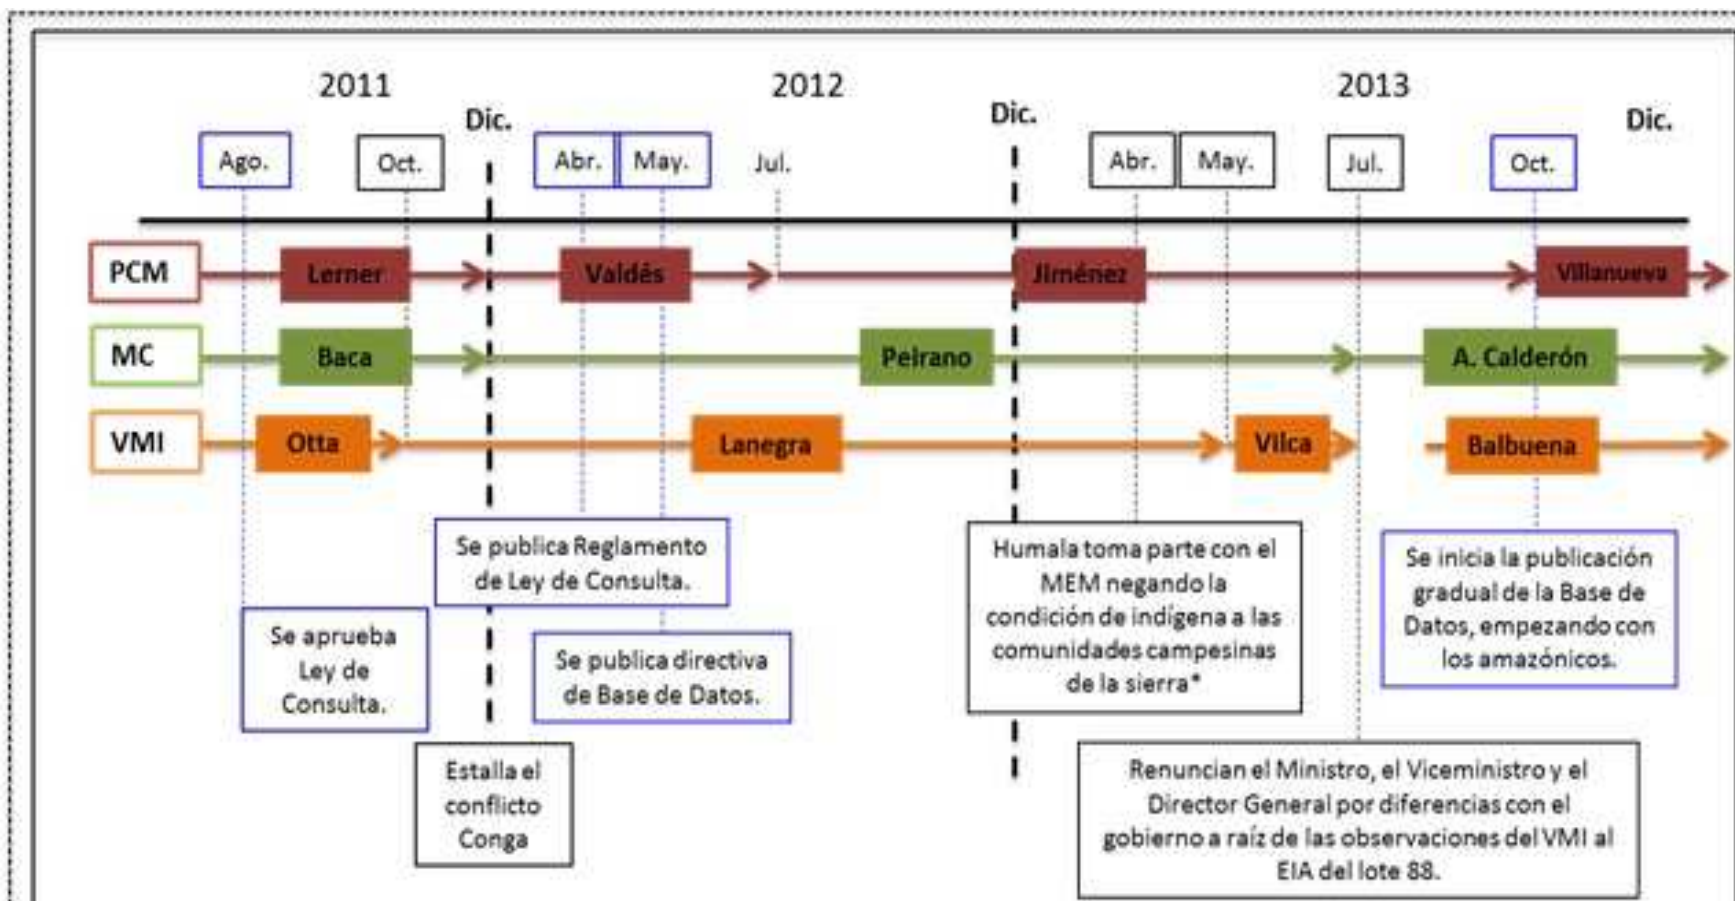 2011
2012
2013
Dic.
Dic.
Dic.
Ago.
Oct.
Abr.
May.
Jul.
Abr.
May.
Jul.
Oct.
PCM
Lerner
Valdés
Jiménez
Villanueva
MC
Baca
Peirano
A. Calderón
VMI
Otta
Lanegra
Vilca
Balbuena
Se aprueba
Ley de
Consulta.
Estalla el
conflicto
Conga
Se publica Reglamento
de Ley de Consulta.
Se publica directiva
de Base de Datos.
Humala toma parte con el
MEM negando la
condición de indígena a las
comunidades campesinas
de la sierra*
Renuncian el Ministro, el Viceministro y el
Director General por diferencias con el
gobierno a raíz de las observaciones del VMI al
EIA del lote 88.
Se inicia la publicación
gradual de la Base de
Datos, empezando con
los amazónicos.